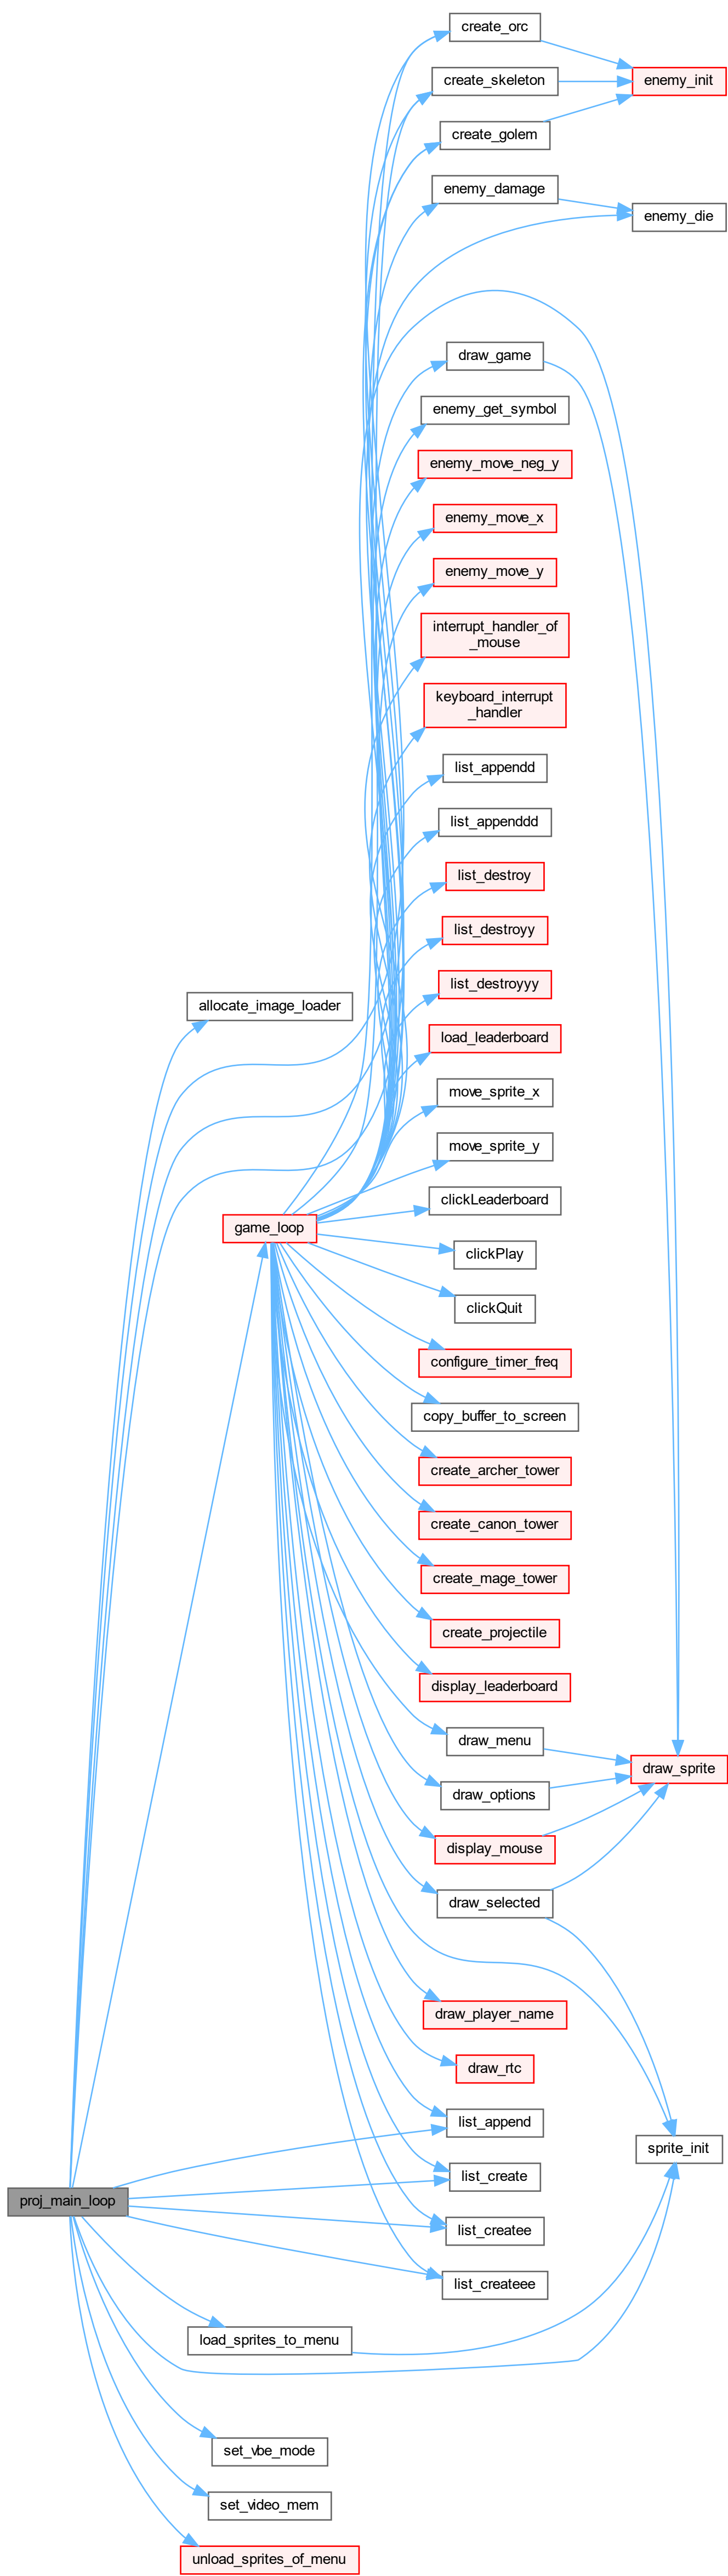 create_orc
create_skeleton
enemy_init
create_golem
enemy_damage
enemy_die
draw_game
enemy_get_symbol
enemy_move_neg_y
enemy_move_x
enemy_move_y
interrupt_handler_of
_mouse
keyboard_interrupt
_handler
list_appendd
list_appenddd
list_destroy
list_destroyy
list_destroyyy
allocate_image_loader
load_leaderboard
move_sprite_x
move_sprite_y
clickLeaderboard
game_loop
clickPlay
clickQuit
configure_timer_freq
copy_buffer_to_screen
create_archer_tower
create_canon_tower
create_mage_tower
create_projectile
display_leaderboard
draw_menu
draw_sprite
draw_options
display_mouse
draw_selected
draw_player_name
draw_rtc
list_append
sprite_init
list_create
proj_main_loop
list_createe
list_createee
load_sprites_to_menu
set_vbe_mode
set_video_mem
unload_sprites_of_menu